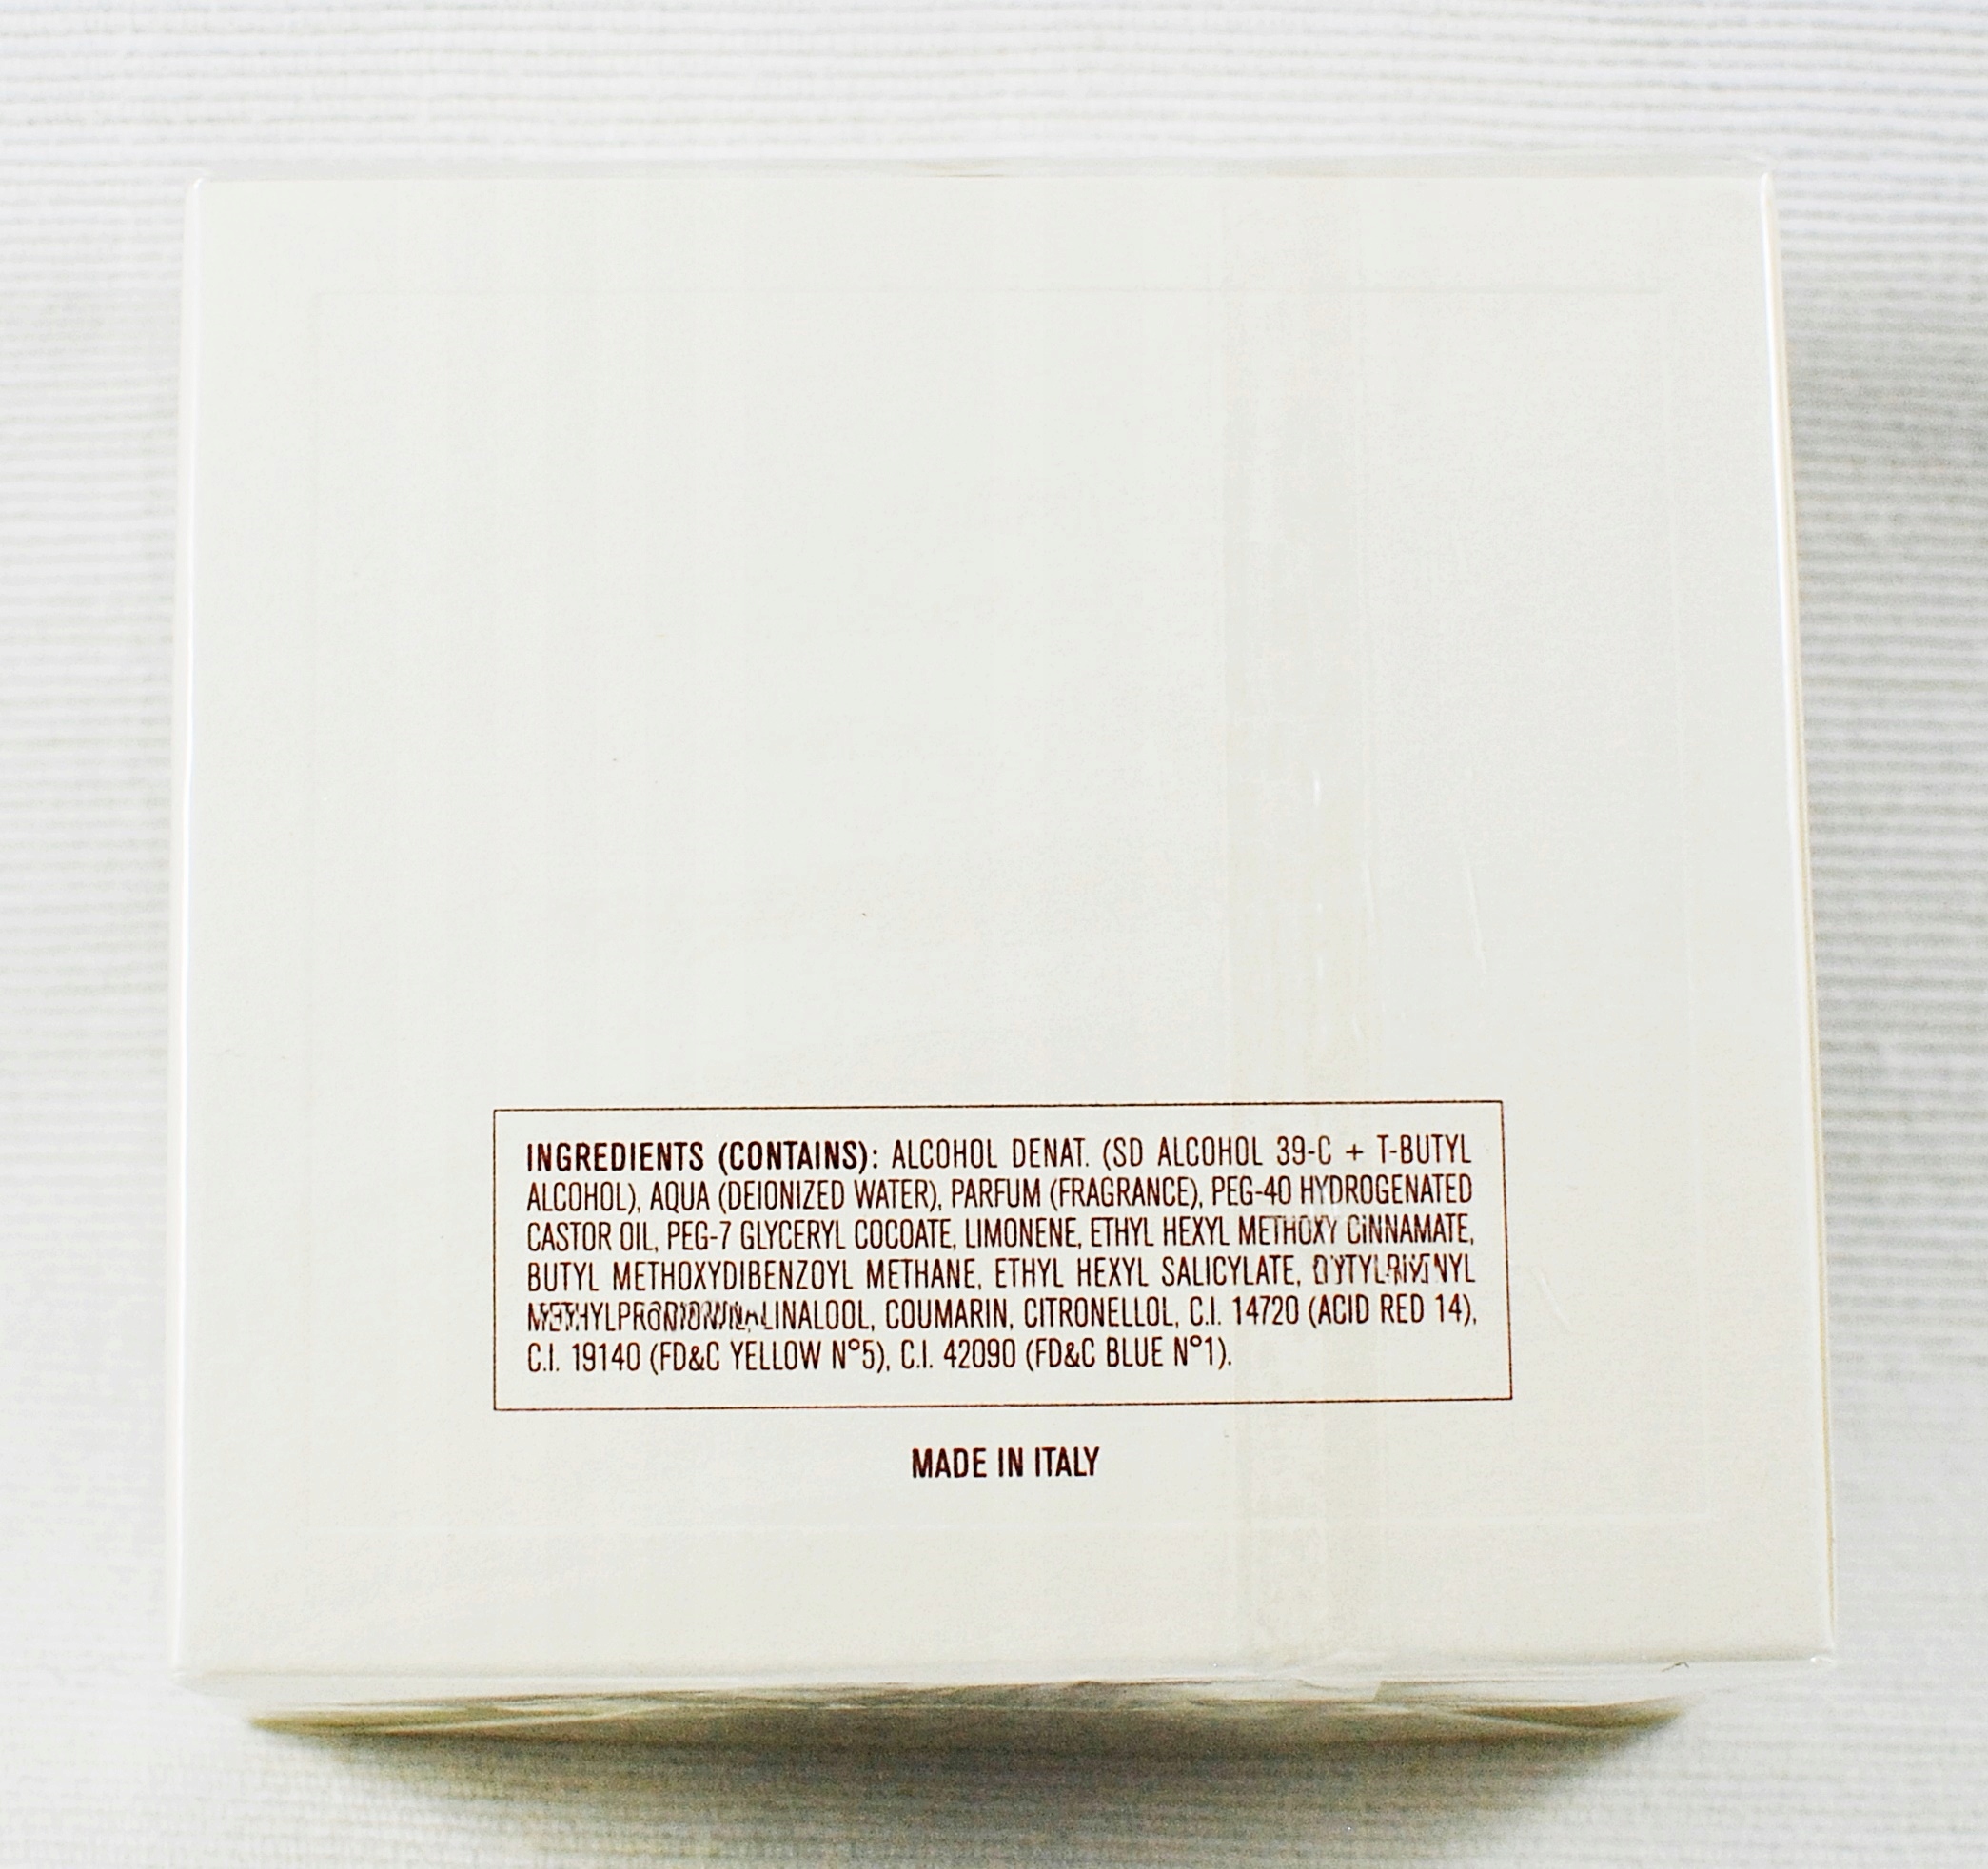 INGREDIENTS (CONTAINS): ALCOHOL DENAT. (SD ALCOHOL 39-C + T-BUTYL
ALCOHOL), AQUA (DEIONIZED WATER), PARFUM (FRAGRANCE), PEG-40 HYDROGENATED
CASTOR OIL, PEG-7 GLYCERYL COCOATE, LIMONENE, ETHYL HEXYL METHOXY CINNAMATE,
BUTYL METHOXYDIBENZOYL METHANE, ETHYL HEXYL SALICYLATE,
LINALOOL, COUMARIN, CITRONELLOL, C.I. 14720 (ACID RED 14),
C.I. 19140 (FD&C YELLOW N°5), C.I. 42090 (FD&C BLUE N°1).
MADE IN ITALY